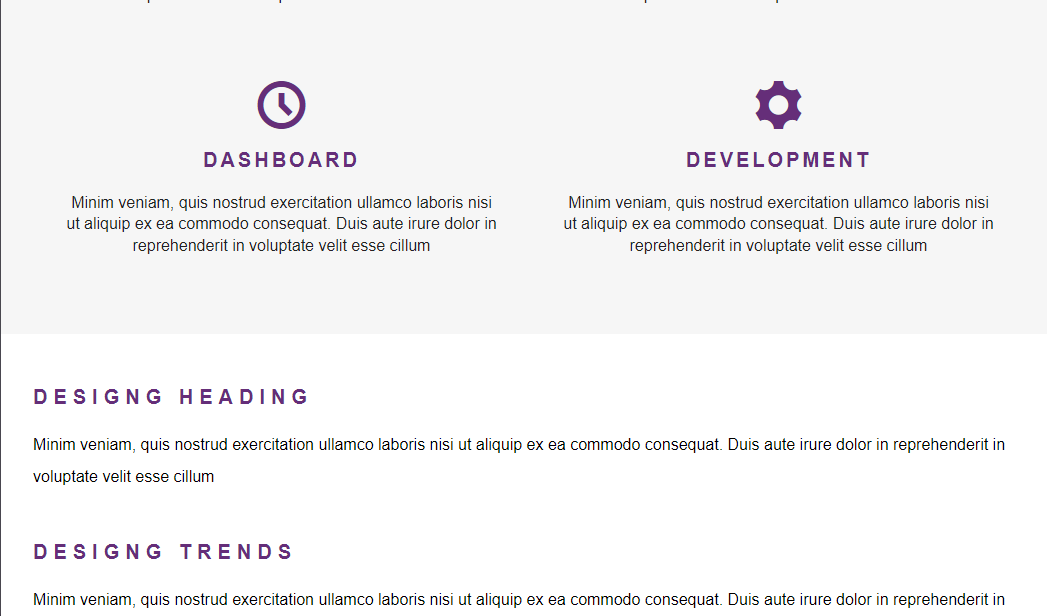 DASHBOARD
DEVELOPMENT
Minim veniam, quis nostrud exercitation ullamco laboris nisi
ut aliquip ex ea commodo consequat. Duis aute irure dolor in
reprehenderit in voluptate velit esse cillum
Minim veniam, quis nostrud exercitation ullamco laboris nisi
ut aliquip ex ea commodo consequat. Duis aute irure dolor in
reprehenderit in voluptate velit esse cillum
DESIGNG HEADING
Minim veniam, quis nostrud exercitation ullamco laboris nisi ut aliquip ex ea commodo consequat. Duis aute irure dolor in reprehenderit in
voluptate velit esse cillum
DESIGNG TRENDS
Minim veniam, quis nostrud exercitation ullamco laboris nisi ut aliquip ex ea commodo consequat. Duis aute irure dolor in reprehenderit in